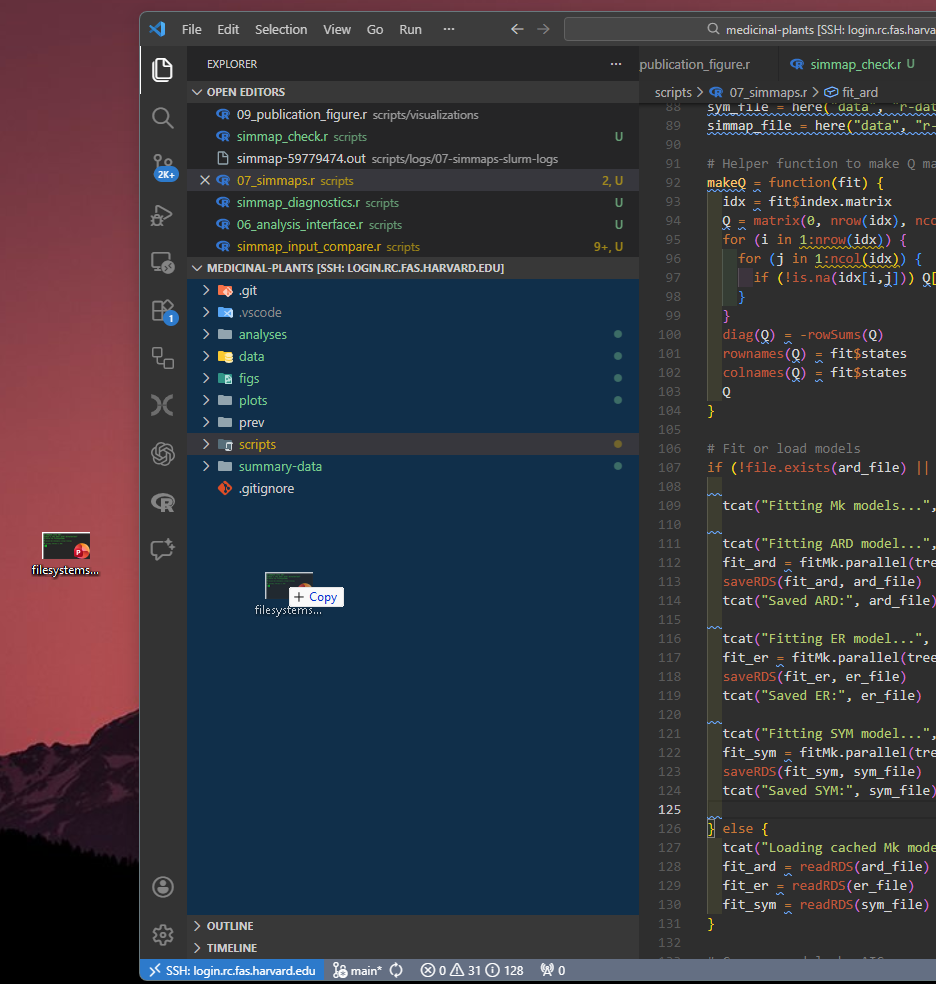 File Edit Selection View Go Run ···
medicinal-plants [SSH: login.rc.fas.harva
EXPLORER
OPEN EDITORS
09_publication_figure.r scripts/visualizations
simmap_check.r scripts U
simmap-59779474.out scripts/logs/07-simmaps-slurm-logs
07_simmaps.r scripts 2, U
simmap_diagnostics.r scripts U
06_analysis_interface.r scripts U
simmap_input_compare.r scripts 9+, U
2K+
1
MEDICINAL-PLANTS [SSH: LOGIN.RC.FAS.HARVARD.EDU]
.git
.vscode
analyses
data
figs
plots
prev
scripts
summary-data
.gitignore
filesystems...
filesystems...
+ Copy
OUTLINE
TIMELINE
publication_figure.r
simmap_check.r U
scripts > 07_simmaps.r > fit_ard
88 sym_file = here("data", "r-dat
89 simmap_file = here("data", "r-
90
91 # Helper function to make Q ma
92 makeQ = function(fit) {
93 idx = fit$index.matrix
94 Q = matrix(0, nrow(idx), nco
95 for (i in 1:nrow(idx)) {
96 for (j in 1:ncol(idx)) {
97 if (!is.na(idx[i,j])) Q[
98 }
99 }
100 diag(Q) = -rowSums(Q)
101 rownames(Q) = fit$states
102 colnames(Q) = fit$states
103 Q
104 }
105
106 # Fit or load models
107 if (!file.exists(ard_file) ||
108
109 tcat("Fitting Mk models...",
110
111 tcat("Fitting ARD model...",
112 fit_ard = fitMk.parallel(tre
113 saveRDS(fit_ard, ard_file)
114 tcat("Saved ARD:", ard_file)
115
116 tcat("Fitting ER model...",
117 fit_er = fitMk.parallel(tree
118 saveRDS(fit_er, er_file)
119 tcat("Saved ER:", er_file)
120
121 tcat("Fitting SYM model...",
122 fit_sym = fitMk.parallel(tre
123 saveRDS(fit_sym, sym_file)
124 tcat("Saved SYM:", sym_file)
125
126 } else {
127 tcat("Loading cached Mk mode
128 fit_ard = readRDS(ard_file)
129 fit_er = readRDS(er_file)
130 fit_sym = readRDS(sym_file)
131 }
132
SSH: login.rc.fas.harvard.edu main* 0 31 128 0